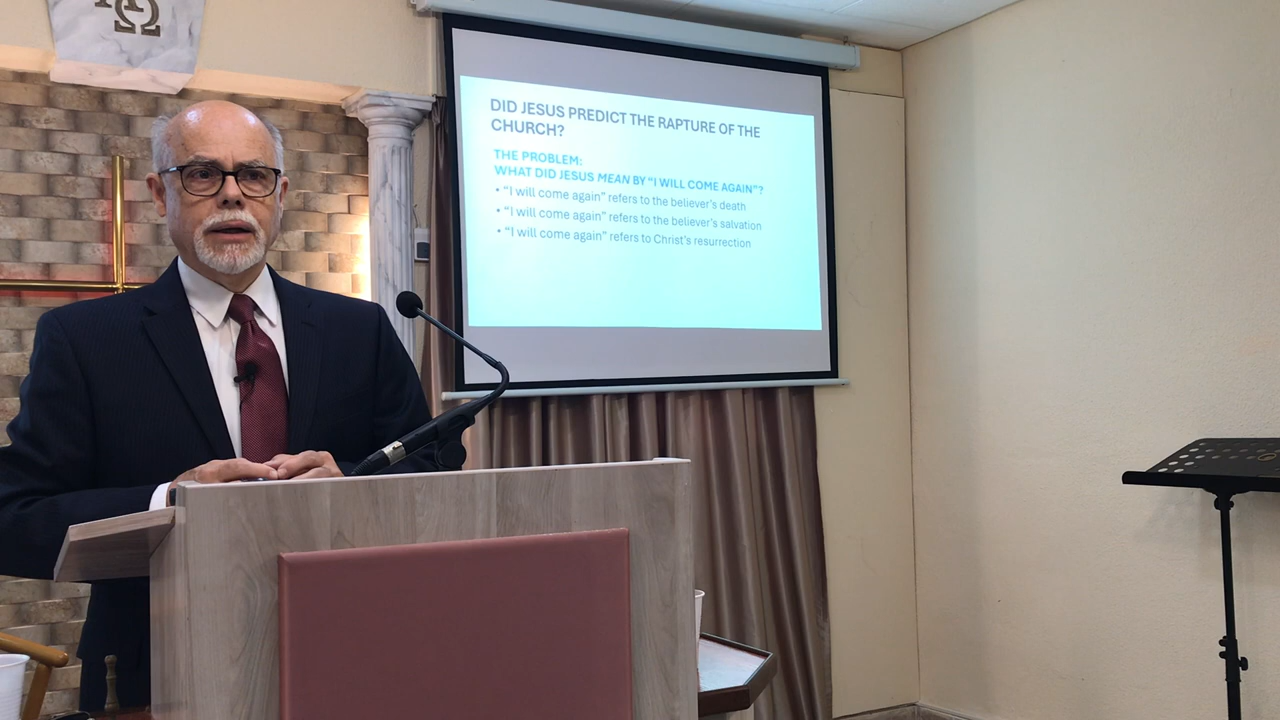 ΑΩ
DID JESUS PREDICT THE RAPTURE OF THE
CHURCH?
THE PROBLEM:
WHAT DID JESUS MEAN BY “I WILL COME AGAIN”?
• “I will come again” refers to the believer’s death
• “I will come again” refers to the believer’s salvation
• “I will come again” refers to Christ’s resurrection